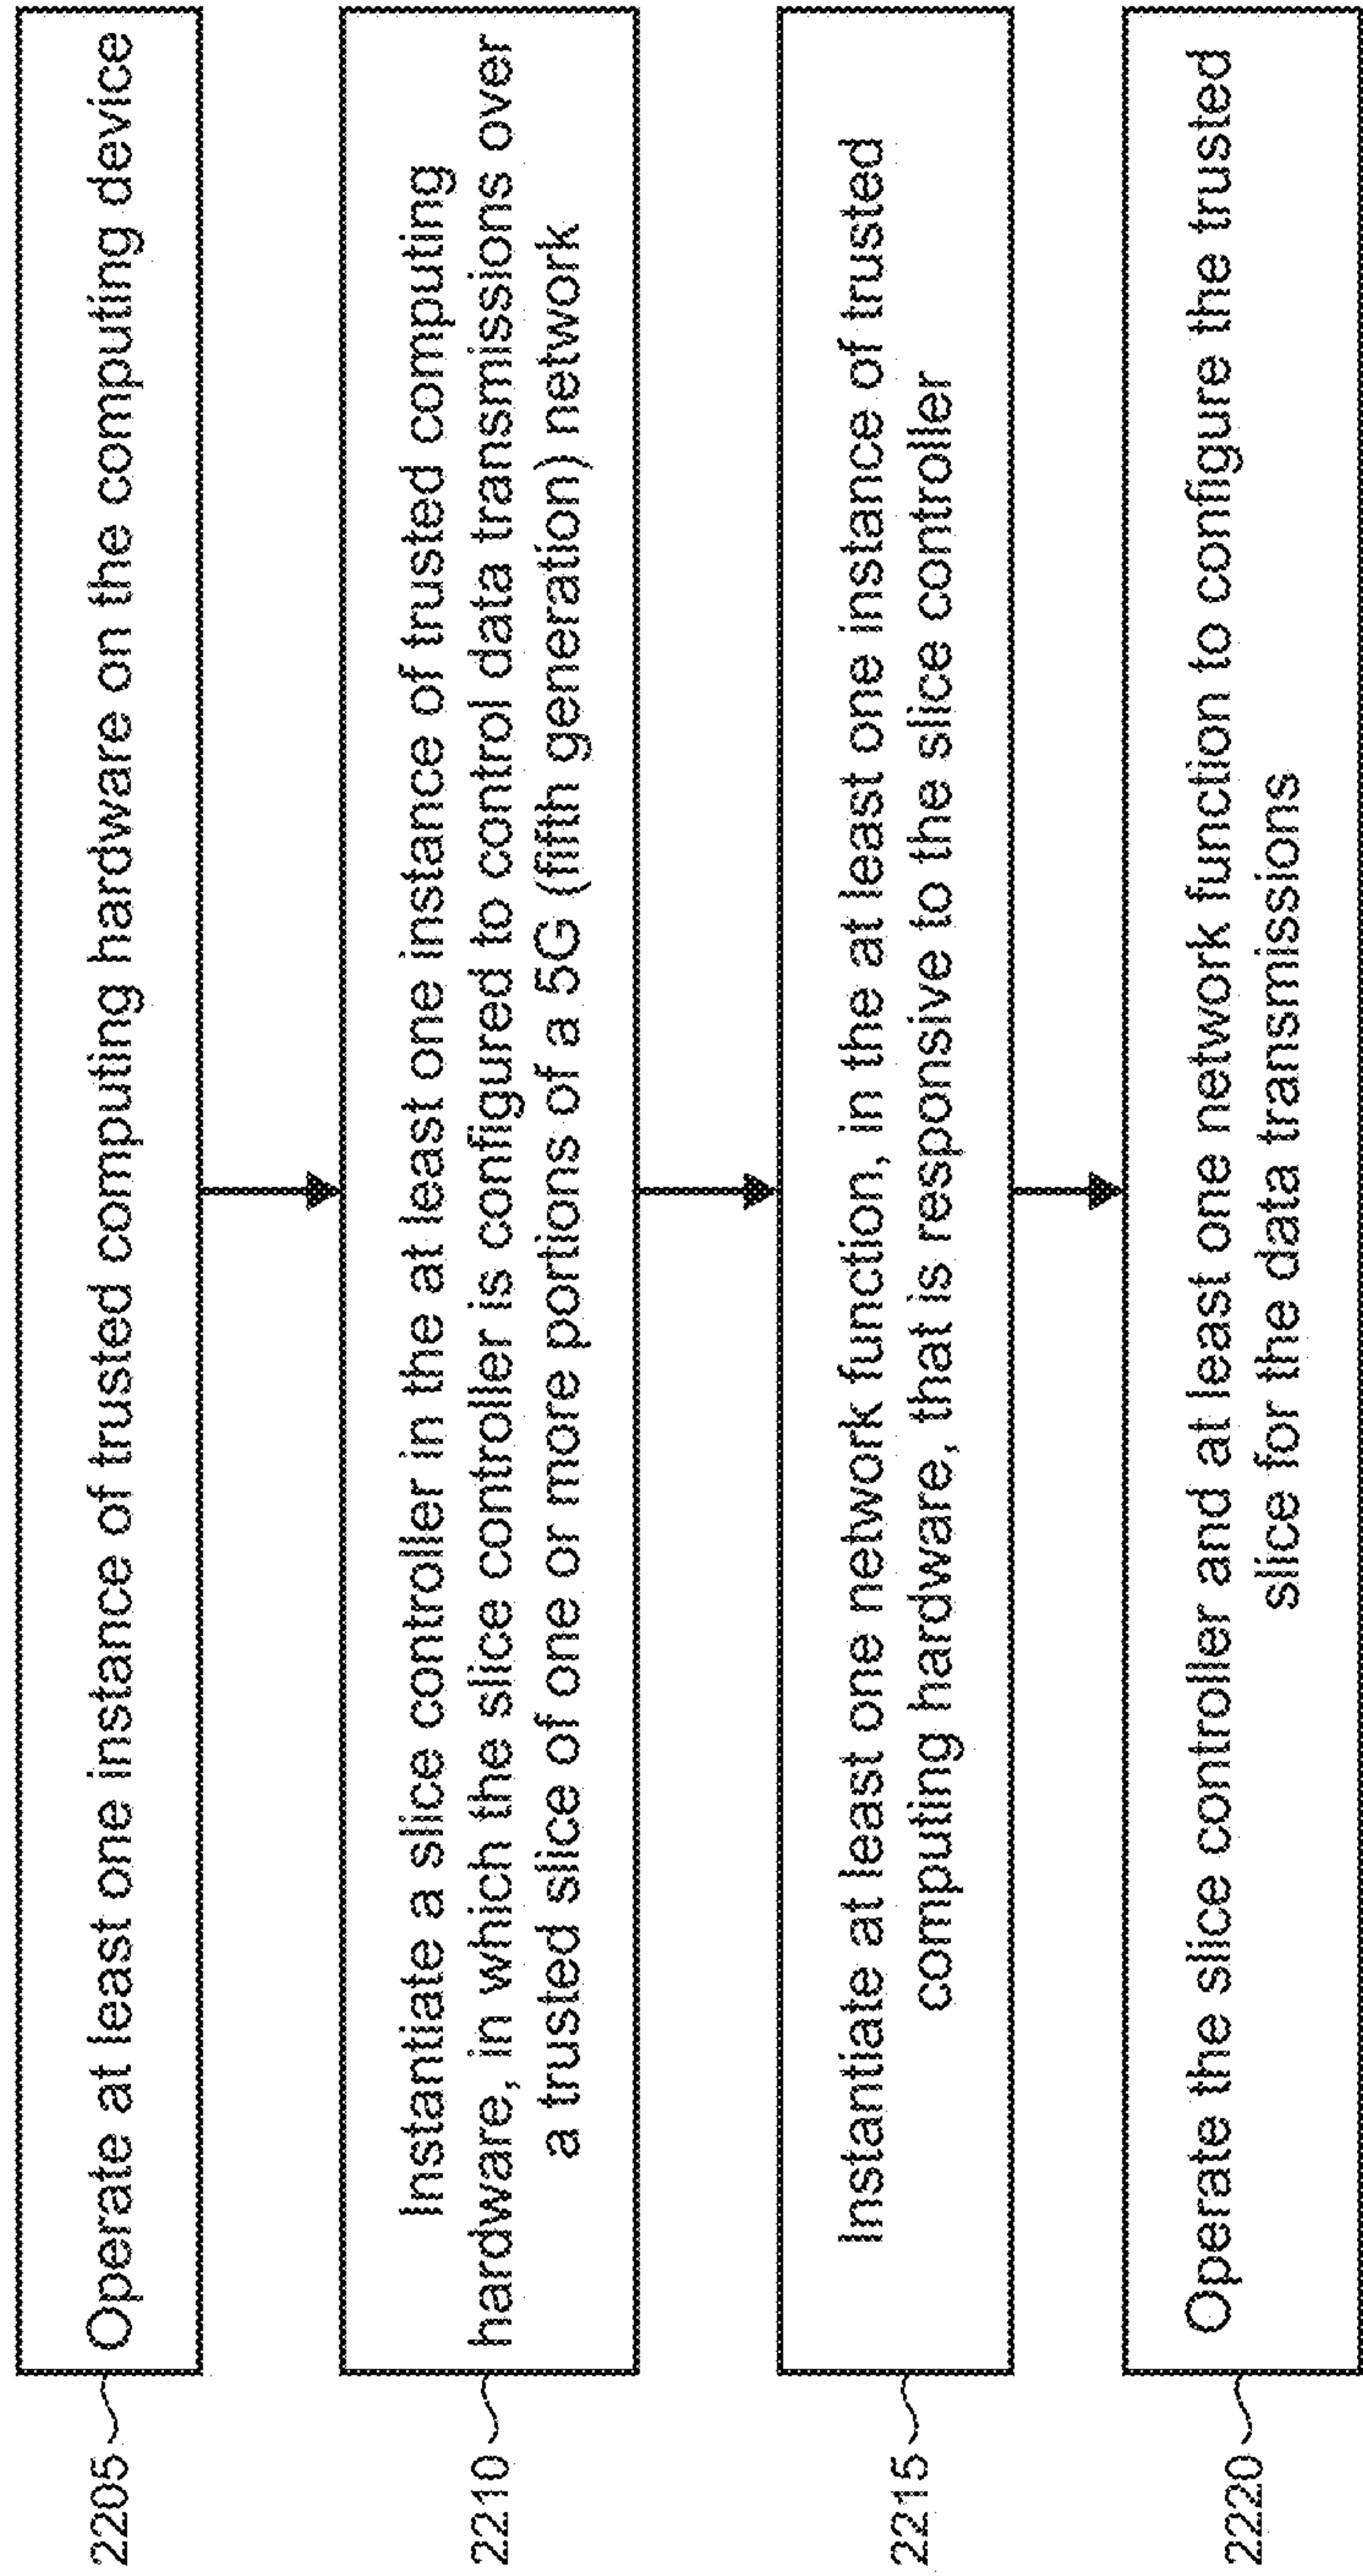 2205
Operate at least one instance of trusted computing hardware on the computing device
2210
Instantiate a slice controller in the at least one instance of trusted computing
hardware, in which the slice controller is configured to control data transmissions over
a trusted slice of one or more portions of a 5G (fifth generation) network
2215
Instantiate at least one network function, in the at least one instance of trusted
computing hardware, that is responsive to the slice controller
2220
Operate the slice controller and at least one network function to configure the trusted
slice for the data transmissions